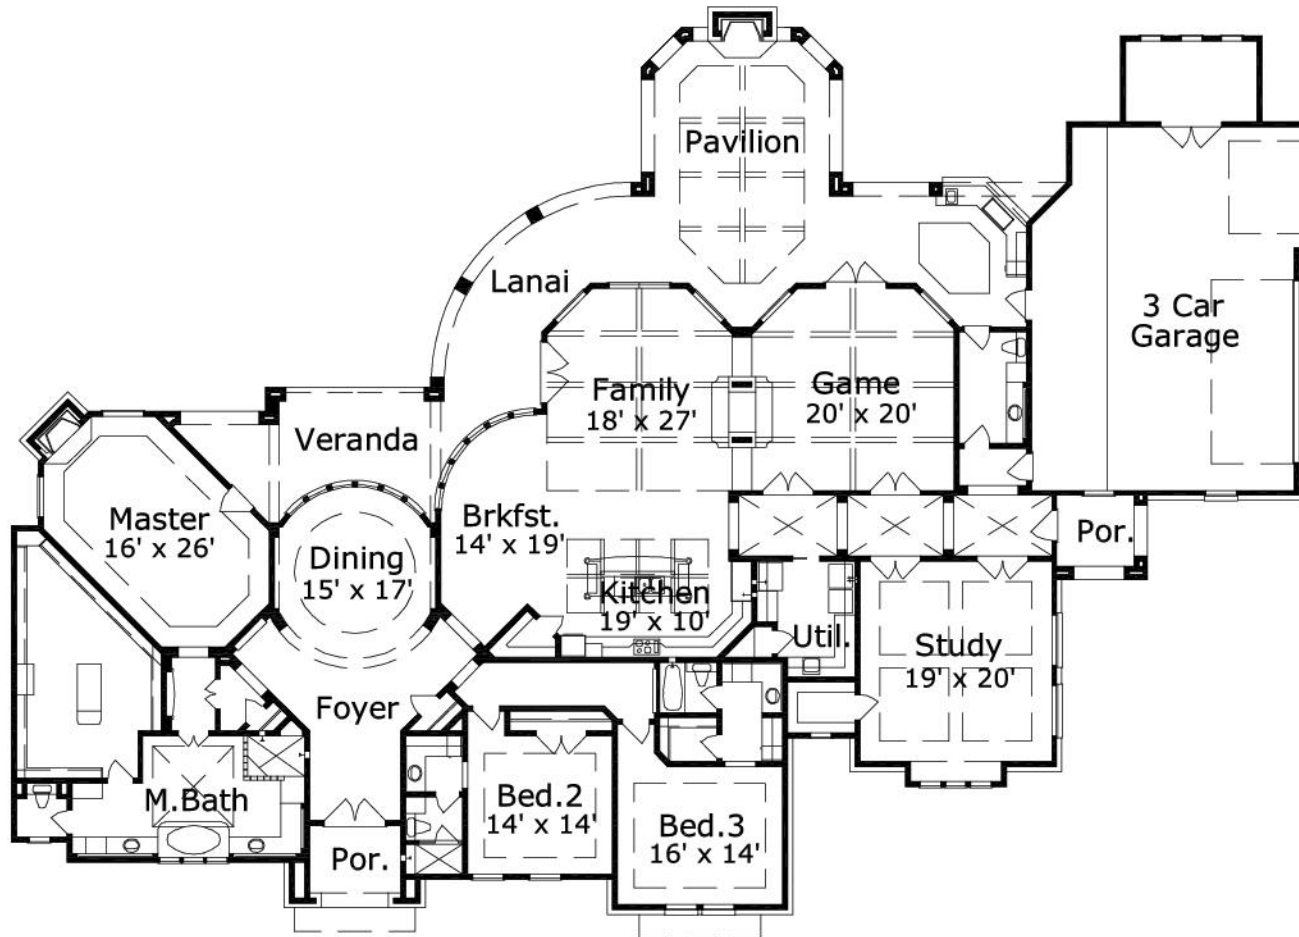 Pavilion
Lanai
3 Car
Garage
Family
18' x 27'
Game
20' x 20'
Veranda
Master
16' x 26'
Brkfst.
14' x 19'
Dining
15' x 17'
Por.
Kitchen
19' x 10'
Util.
Study
19' x 20'
Foyer
M.Bath
Bed.2
14' x 14'
Bed.3
16' x 14'
Por.